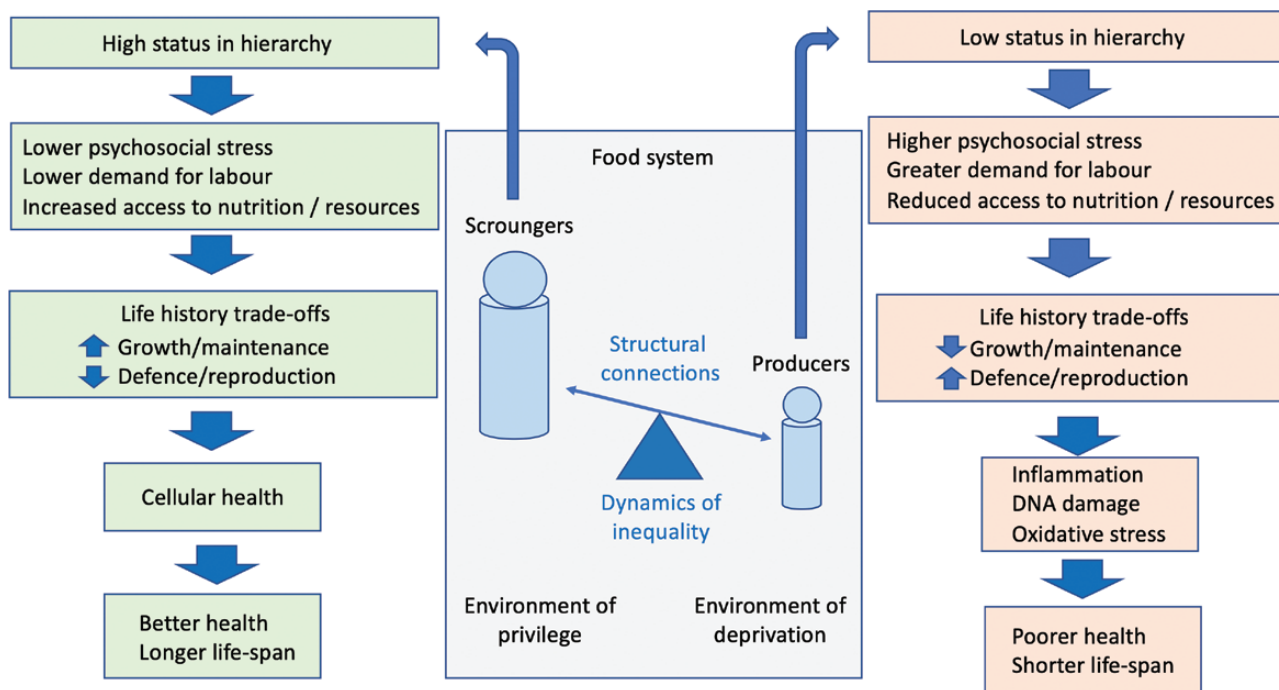 High status in hierarchy
Lower psychosocial stress
Lower demand for labour
Increased access to nutrition / resources
Life history trade-offs
Growth/maintenance
Defence/reproduction
Cellular health
Better health
Longer life-span
Food system
Scroungers
Structural
connections
Producers
Dynamics of
inequality
Environment of
privilege
Environment of
deprivation
Low status in hierarchy
Higher psychosocial stress
Greater demand for labour
Reduced access to nutrition / resources
Life history trade-offs
Growth/maintenance
Defence/reproduction
Inflammation
DNA damage
Oxidative stress
Poorer health
Shorter life-span